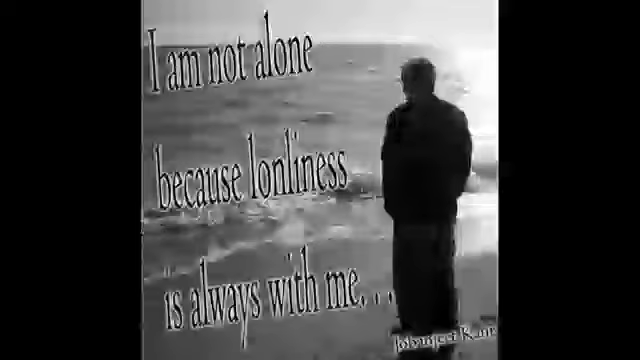 I am not alone
because lonliness
is always with me. . .